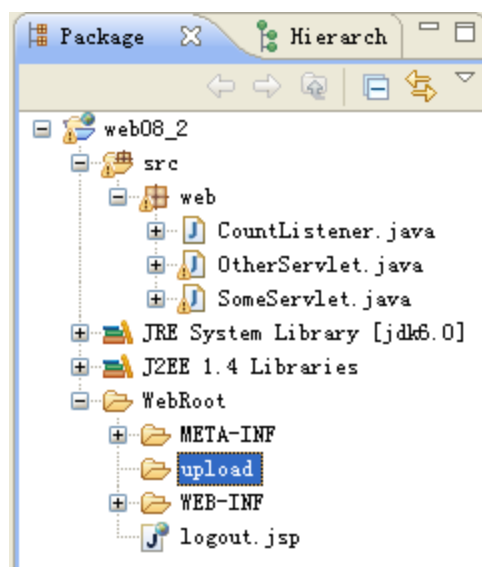 Package Hierarch
web08_2
src
web
CountListener.java
OtherServlet.java
SomeServlet.java
JRE System Library [jdk6.0]
J2EE 1.4 Libraries
WebRoot
META-INF
upload
WEB-INF
logout.jsp